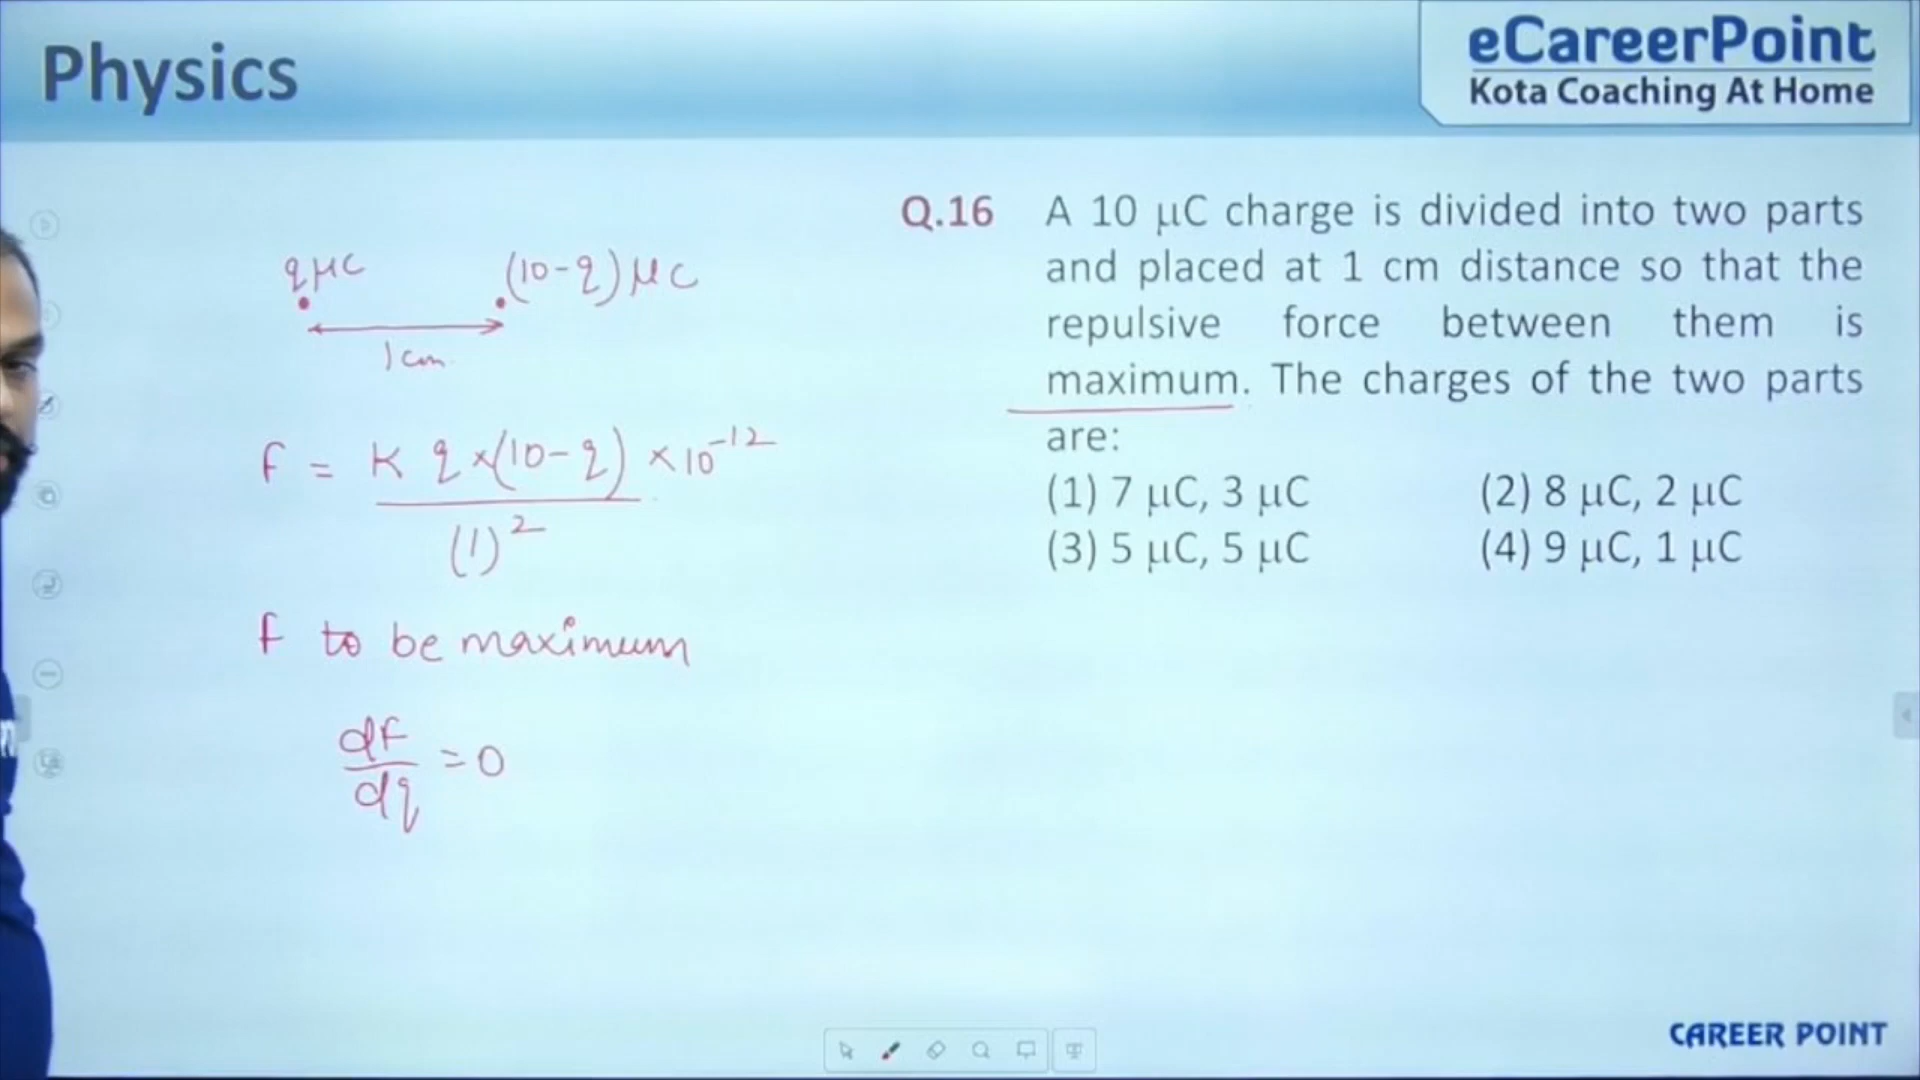 Physics
eCareerPoint
Kota Coaching At Home
qμC
(10-q)μC
1cm
F = K q×(10-q) ×10⁻¹²
(1)²
F to be maximum
dF
dq
=0
Q.16 A 10 μC charge is divided into two parts
and placed at 1 cm distance so that the
repulsive force between them is
maximum. The charges of the two parts
are:
(1) 7 μC, 3 μC (2) 8 μC, 2 μC
(3) 5 μC, 5 μC (4) 9 μC, 1 μC
CAREER POINT